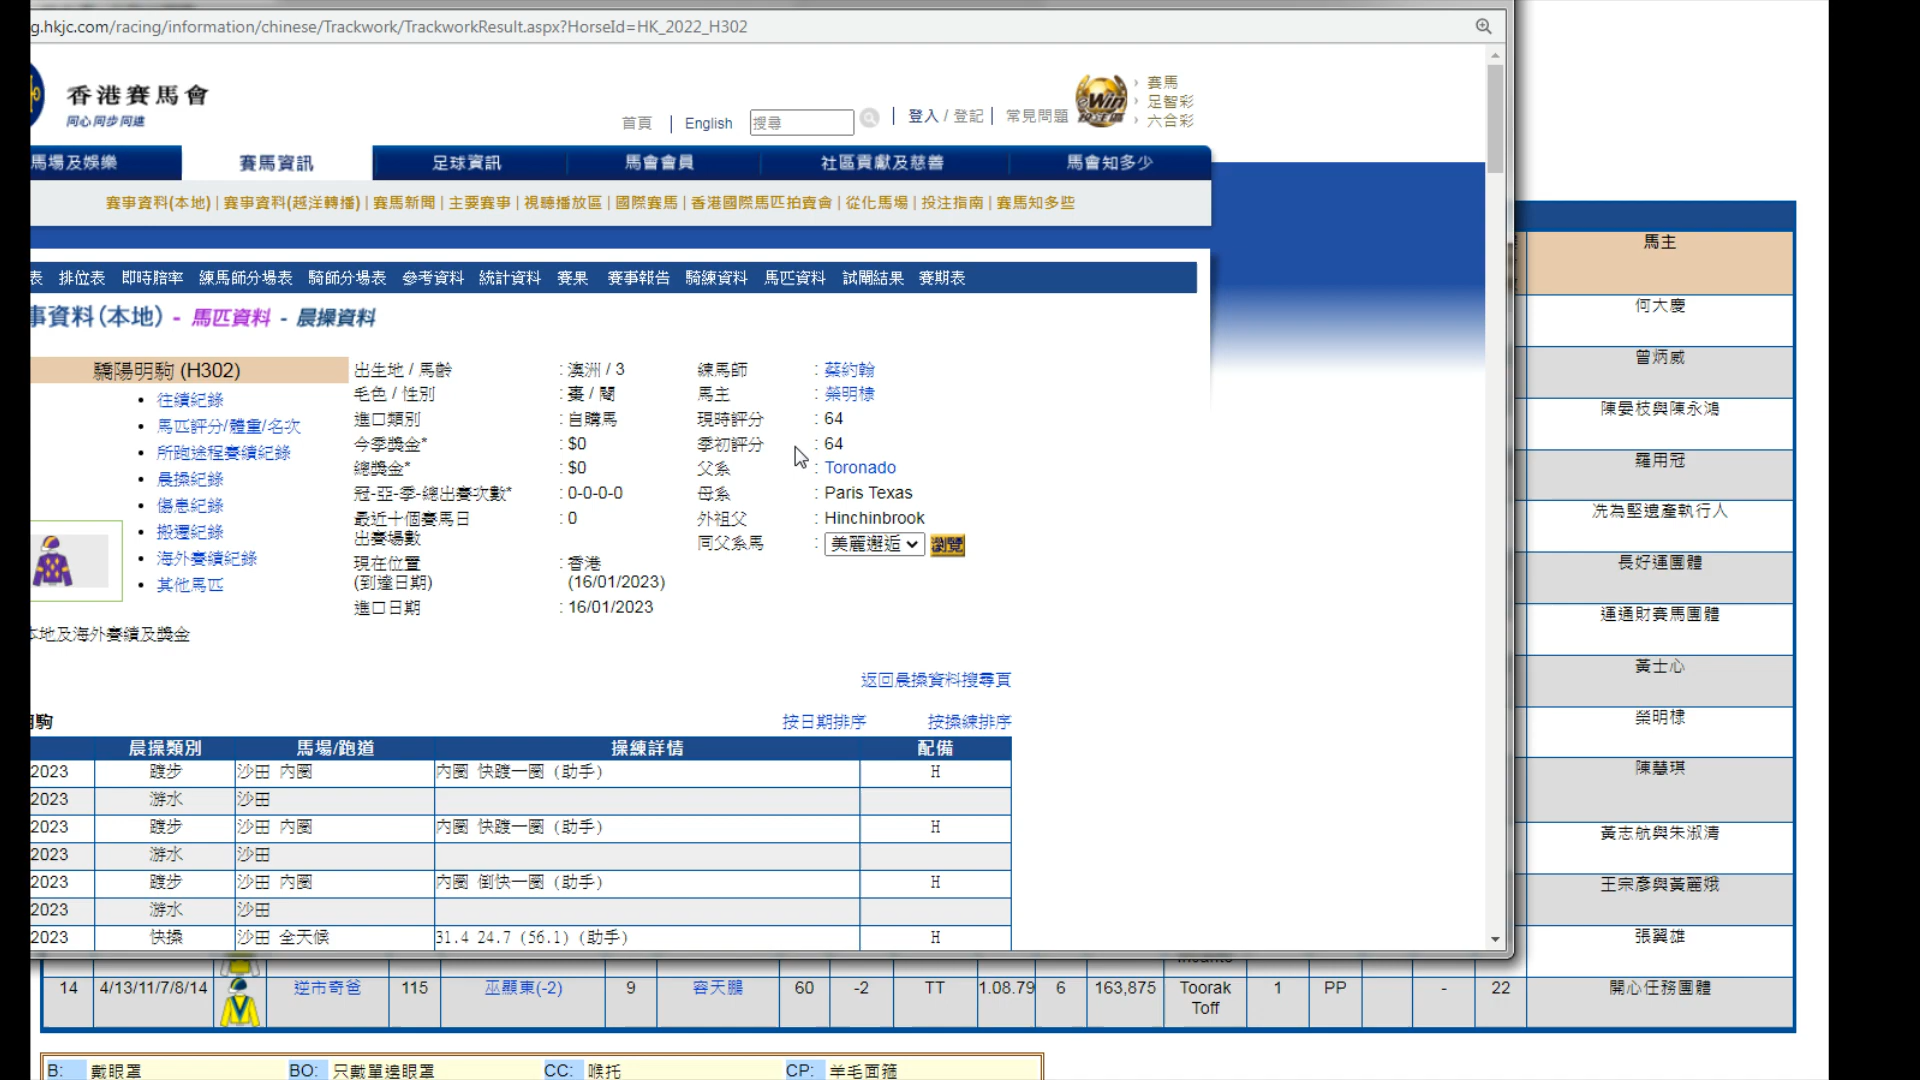 g.hkjc.com/racing/information/chinese/Trackwork/TrackworkResult.aspx?HorseId=HK_2022_H302
香港賽馬會
同心同步同進
首頁 | English 搜尋 | 登入 / 登記 | 常見問題
eWin 投注區
› 賽馬
› 足智彩
› 六合彩
馬場及娛樂 賽馬資訊 足球資訊 馬會會員 社區貢獻及慈善 馬會知多少
賽事資料(本地) | 賽事資料(越洋轉播) | 賽馬新聞 | 主要賽事 | 視聽播放區 | 國際賽馬 | 香港國際馬匹拍賣會 | 從化馬場 | 投注指南 | 賽馬知多些
表 排位表 即時賠率 練馬師分場表 騎師分場表 參考資料 統計資料 賽果 賽事報告 騎練資料 馬匹資料 試閘結果 賽期表
事資料(本地) - 馬匹資料 - 晨操資料
驕陽明駒 (H302)
• 往績紀錄
• 馬匹評分/體重/名次
• 所跑途程賽績紀錄
• 晨操紀錄
• 傷患紀錄
• 搬遷紀錄
• 海外賽績紀錄
• 其他馬匹
出生地 / 馬齡 : 澳洲 / 3
毛色 / 性別 : 棗 / 閹
進口類別 : 自購馬
今季獎金* : $0
總獎金* : $0
冠-亞-季-總出賽次數* : 0-0-0-0
最近十個賽馬日 : 0
出賽場數
現在位置 : 香港
(到達日期) (16/01/2023)
進口日期 : 16/01/2023
練馬師 : 蔡約翰
馬主 : 榮明棣
現時評分 : 64
季初評分 : 64
父系 : Toronado
母系 : Paris Texas
外祖父 : Hinchinbrook
同父系馬 : 美麗邂逅 瀏覽
本地及海外賽績及獎金
返回晨操資料搜尋頁
明駒 按日期排序 按操練排序
晨操類別 馬場/跑道 操練詳情 配備
2023 踱步 沙田 內圈 內圈 快踱一圈 (助手) H
2023 游水 沙田
2023 踱步 沙田 內圈 內圈 快踱一圈 (助手) H
2023 游水 沙田
2023 踱步 沙田 內圈 內圈 倒快一圈 (助手) H
2023 游水 沙田
2023 快操 沙田 全天候 31.4 24.7 (56.1) (助手) H
馬主
何大慶
曾炳威
陳晏枝與陳永鴻
羅用冠
冼為堅遺產執行人
長好運團體
運通財賽馬團體
黃士心
榮明棣
陳慧琪
黃志航與朱淑清
王宗彥與黃麗娥
張翼雄
14 4/13/11/7/8/14 逆市奇爸 115 巫顯東(-2) 9 容天鵬 60 -2 TT 1.08.79 6 163,875 Toorak Toff 1 PP - 22 開心任務團體
B: 戴眼罩 BO: 只戴單邊眼罩 CC: 喉托 CP: 羊毛面箍